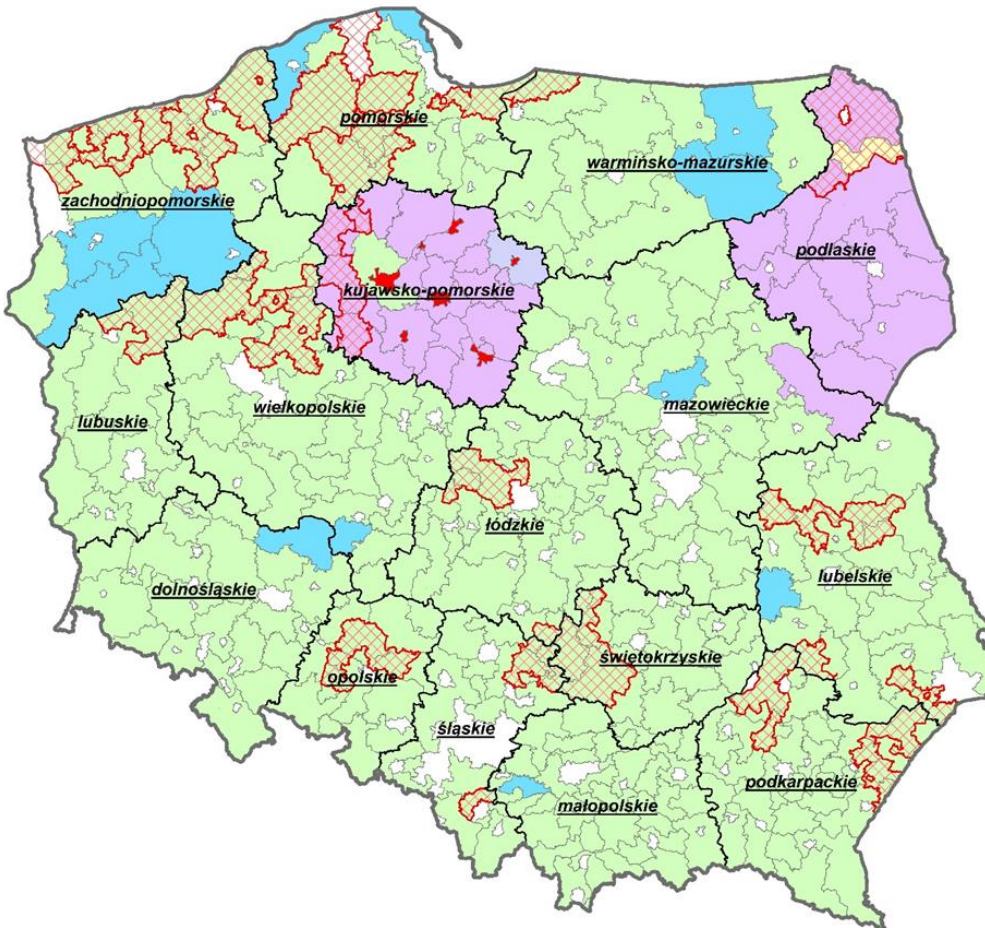 pomorskie
warmińsko-mazurskie
zachodniopomorskie
podlaskie
kujawsko-pomorskie
mazowieckie
wielkopolskie
lubuskie
łódzkie
lubelskie
dolnośląskie
świętokrzyskie
opolskie
śląskie
podkarpackie
małopolskie